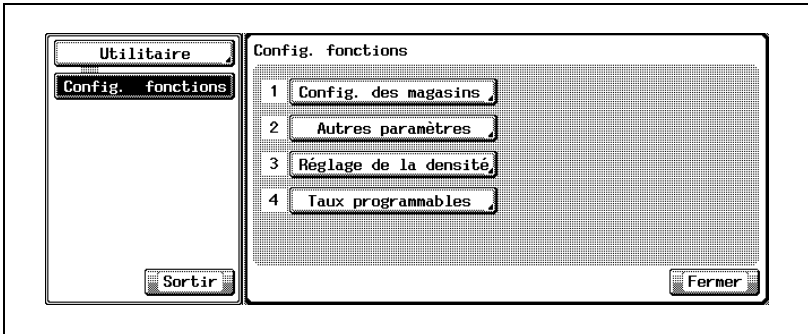 Utilitaire
Config. fonctions
Sortir
Config. fonctions
1 Config. des magasins
2 Autres paramètres
3 Réglage de la densité
4 Taux programmables
Fermer